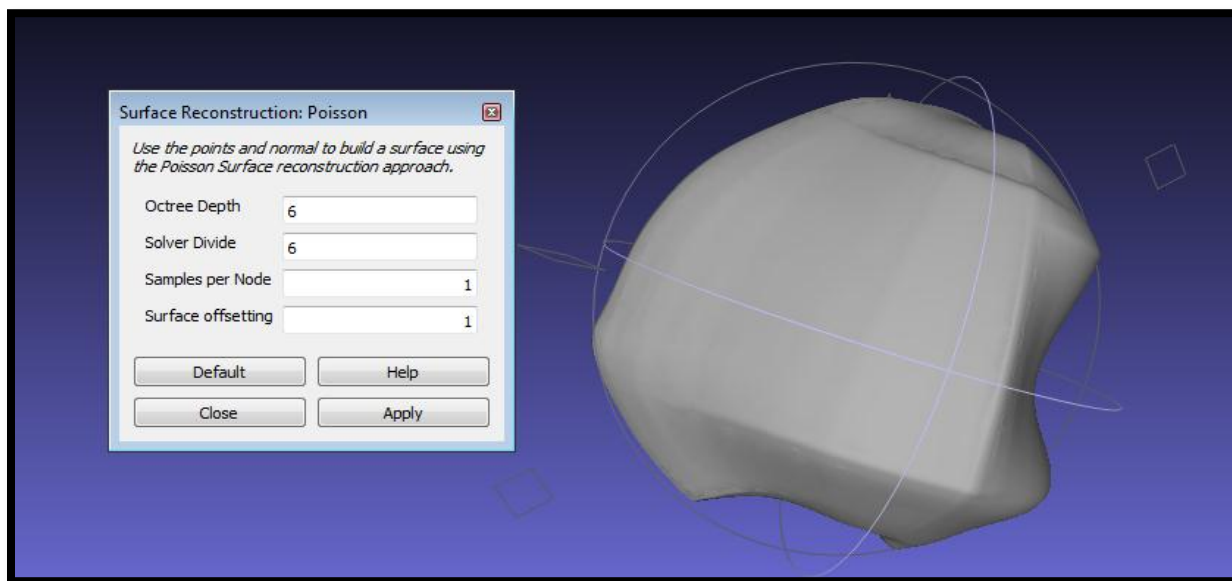 Surface Reconstruction: Poisson
Use the points and normal to build a surface using
the Poisson Surface reconstruction approach.
Octree Depth 6
Solver Divide 6
Samples per Node 1
Surface offsetting 1
Default Help
Close Apply